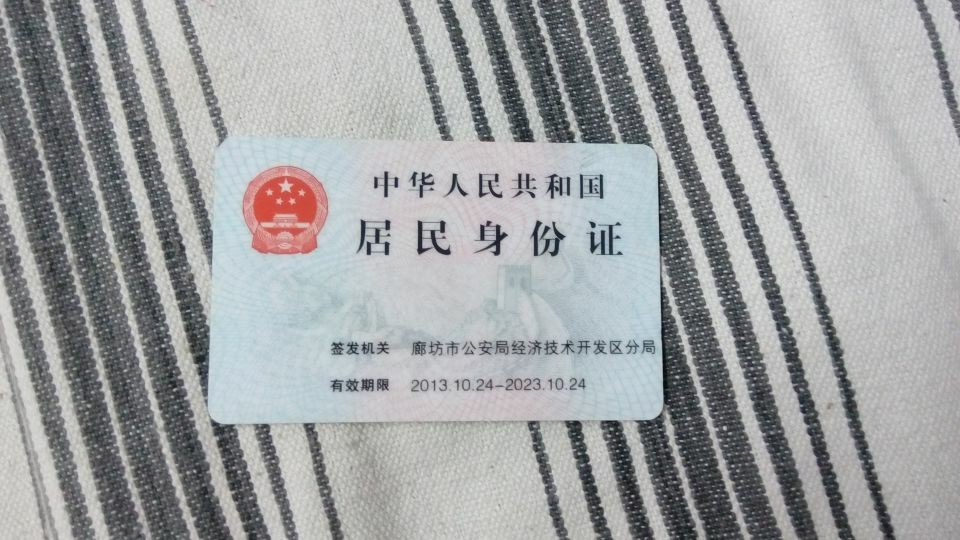 中华人民共和国
居民身份证
签发机关 廊坊市公安局经济技术开发区分局
有效期限 2013.10.24-2023.10.24